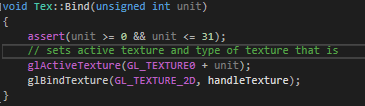 void Tex::Bind(unsigned int unit)
{
assert(unit >= 0 && unit <= 31);
// sets active texture and type of texture that is
glActiveTexture(GL_TEXTURE0 + unit);
glBindTexture(GL_TEXTURE_2D, handleTexture);
}